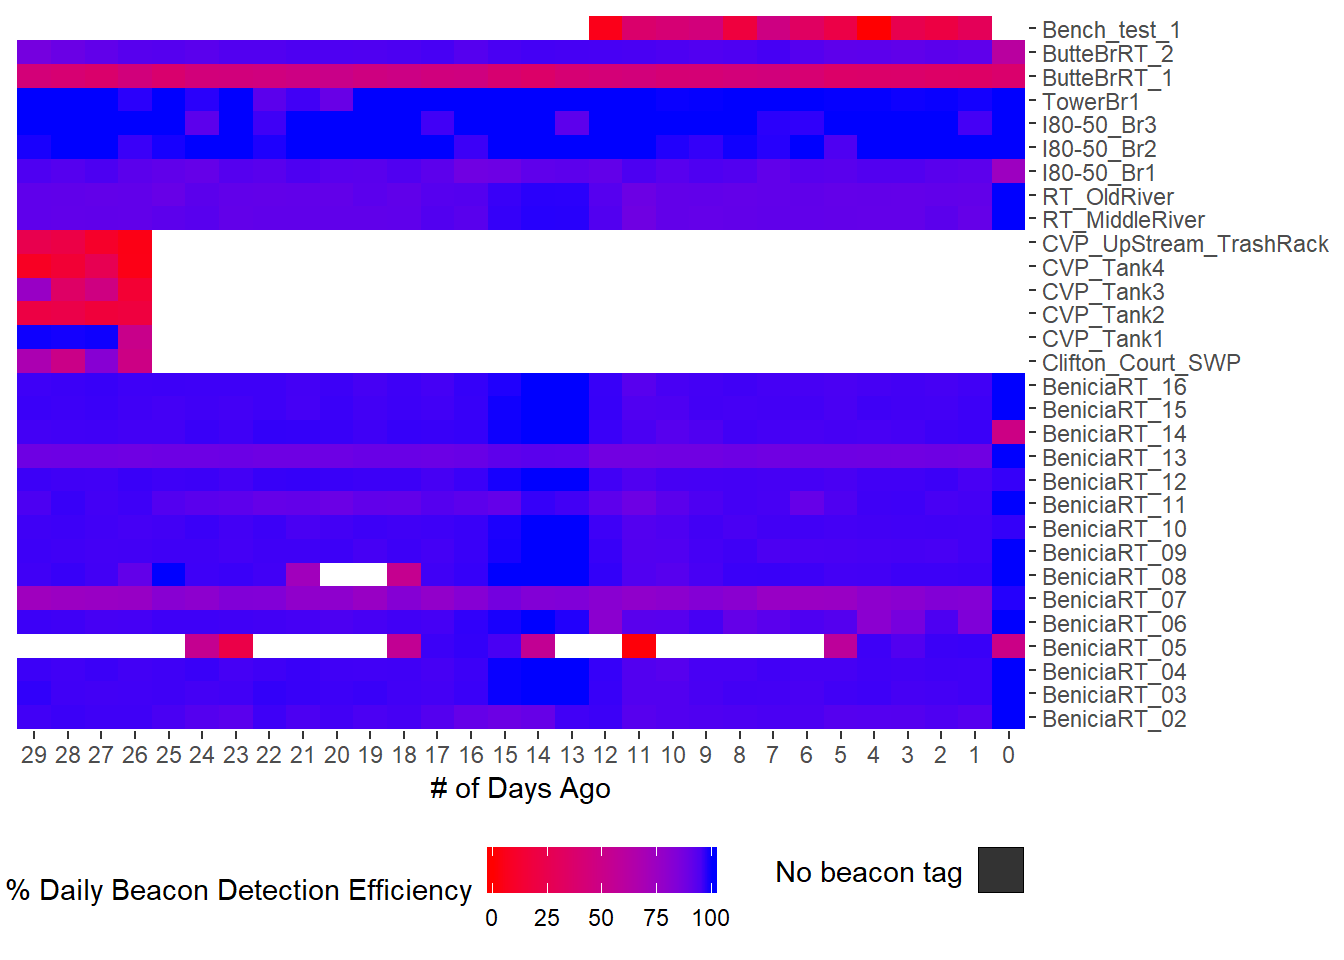 Bench_test_1
ButteBrRT_2
ButteBrRT_1
TowerBr1
I80-50_Br3
I80-50_Br2
I80-50_Br1
RT_OldRiver
RT_MiddleRiver
CVP_UpStream_TrashRack
CVP_Tank4
CVP_Tank3
CVP_Tank2
CVP_Tank1
Clifton_Court_SWP
BeniciaRT_16
BeniciaRT_15
BeniciaRT_14
BeniciaRT_13
BeniciaRT_12
BeniciaRT_11
BeniciaRT_10
BeniciaRT_09
BeniciaRT_08
BeniciaRT_07
BeniciaRT_06
BeniciaRT_05
BeniciaRT_04
BeniciaRT_03
BeniciaRT_02
29 28 27 26 25 24 23 22 21 20 19 18 17 16 15 14 13 12 11 10 9 8 7 6 5 4 3 2 1 0
# of Days Ago
% Daily Beacon Detection Efficiency
0 25 50 75 100
No beacon tag